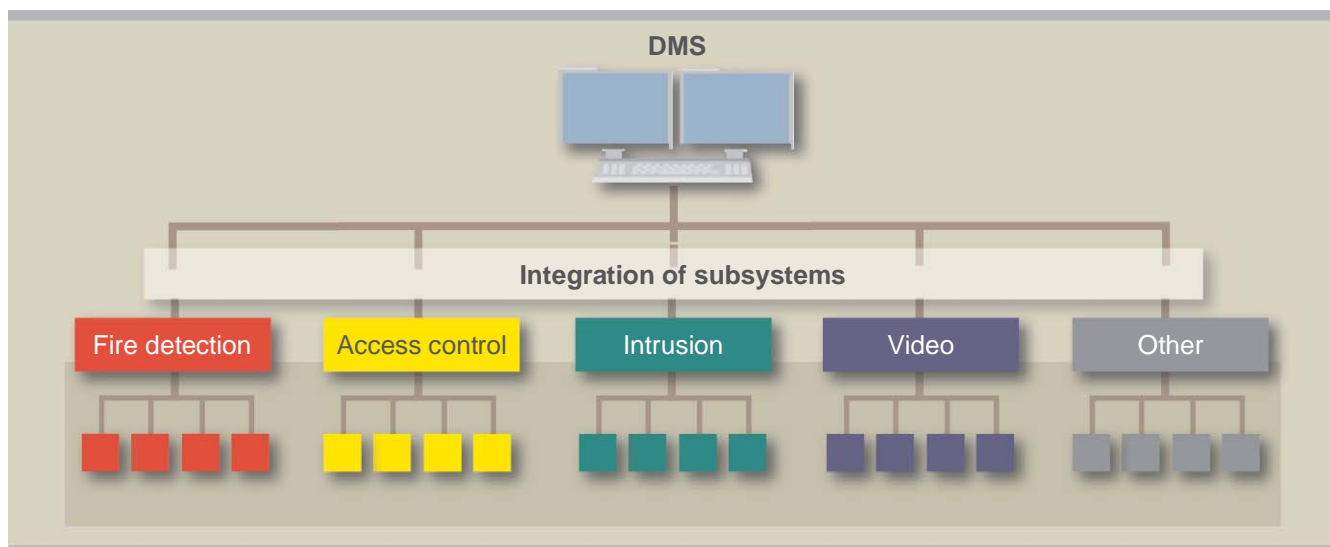 DMS
Integration of subsystems
Fire detection
Access control
Intrusion
Video
Other